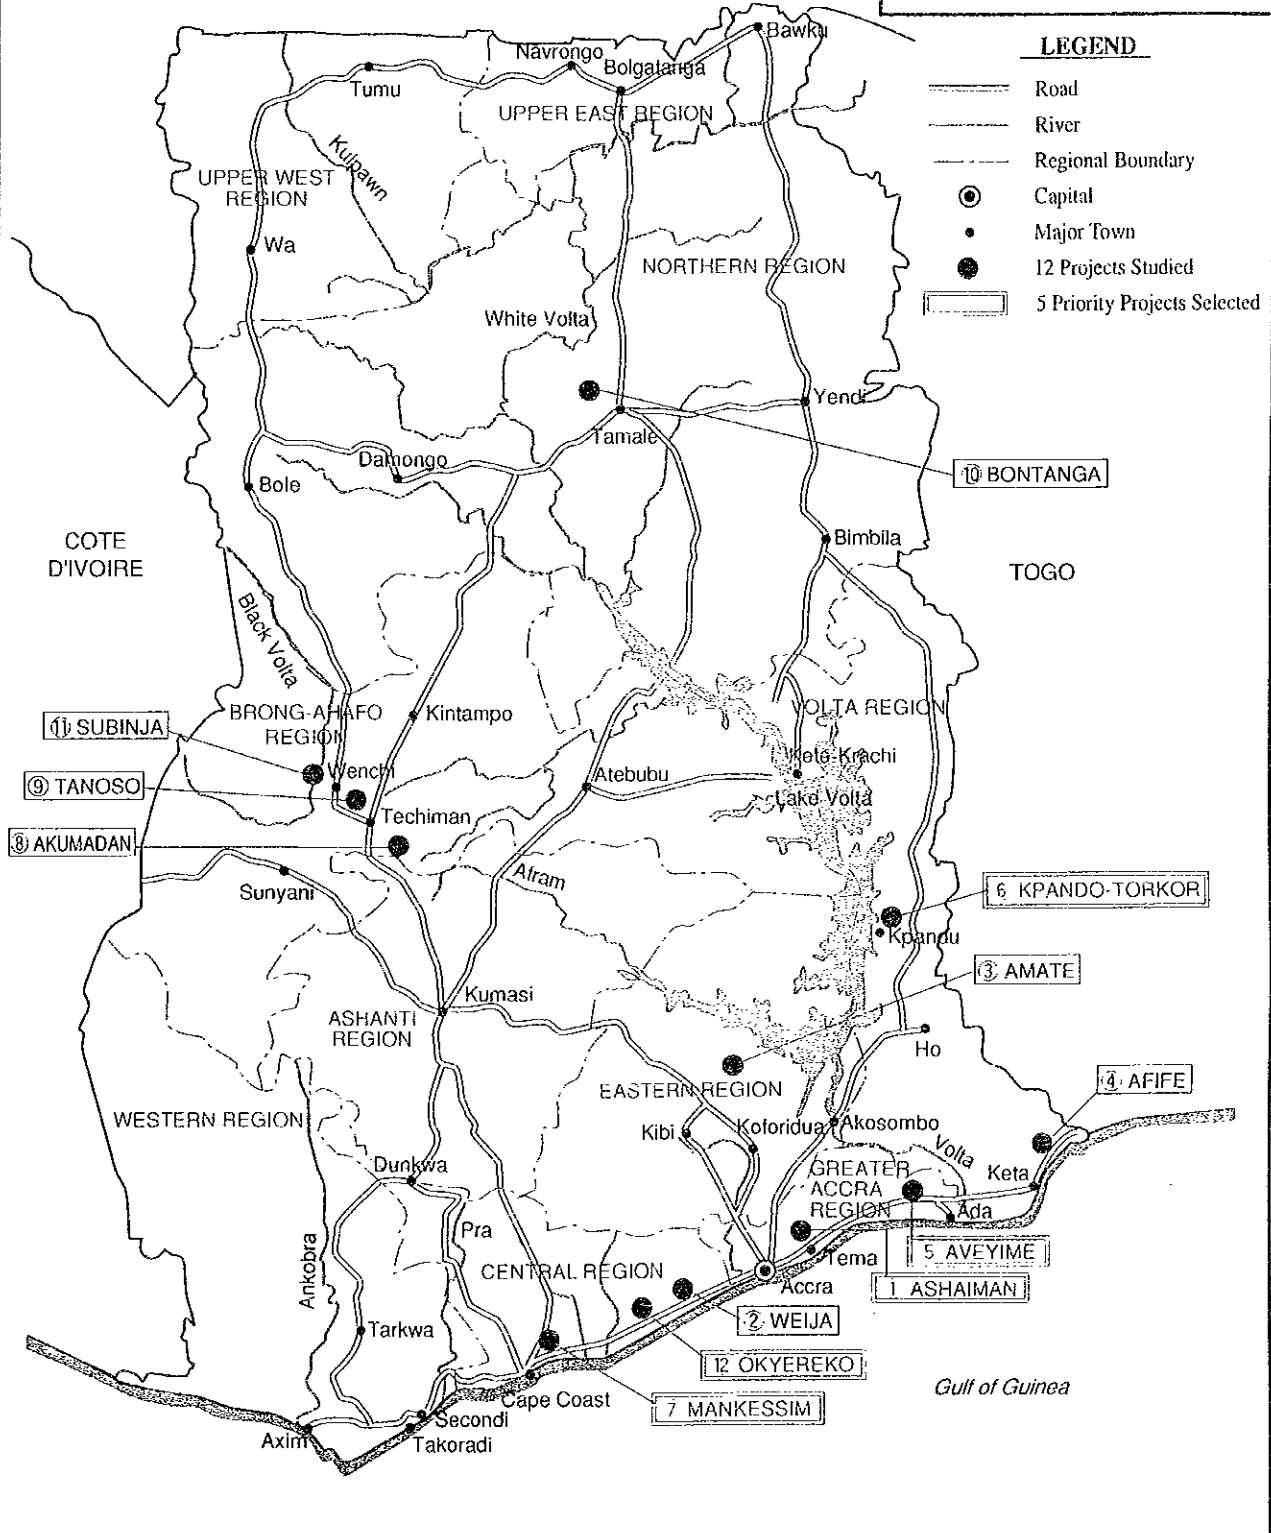 LEGEND
Road
River
Regional Boundary
Capital
Major Town
12 Projects Studied
5 Priority Projects Selected
Bawku
Navrongo
Bolgatanga
Tumu
UPPER EAST REGION
Kulpawn
UPPER WEST
REGION
Wa
NORTHERN REGION
White Volta
Yendi
Tamale
Damongo
⑩ BONTANGA
Bole
Bimbila
COTE
D'IVOIRE
TOGO
Black Volta
BRONG-AHAFO
REGION
Kintampo
VOLTA REGION
⑪ SUBINJA
Wenchi
Atebubu
Kete-Krachi
⑨ TANOSO
Lake Volta
Techiman
⑧ AKUMADAN
Sunyani
Afram
6 KPANDO-TORKOR
Kpandu
③ AMATE
Kumasi
ASHANTI
REGION
Ho
④ AFIFE
EASTERN REGION
WESTERN REGION
Kibi
Koforidua
Akosombo
Volta
Dunkwa
GREATER
ACCRA
REGION
Keta
Ada
Pra
Ankobra
5 AVEYIME
Tema
CENTRAL REGION
Accra
1 ASHAIMAN
② WEIJA
Tarkwa
12 OKYEREKO
Cape Coast
7 MANKESSIM
Gulf of Guinea
Secondi
Axim
Takoradi